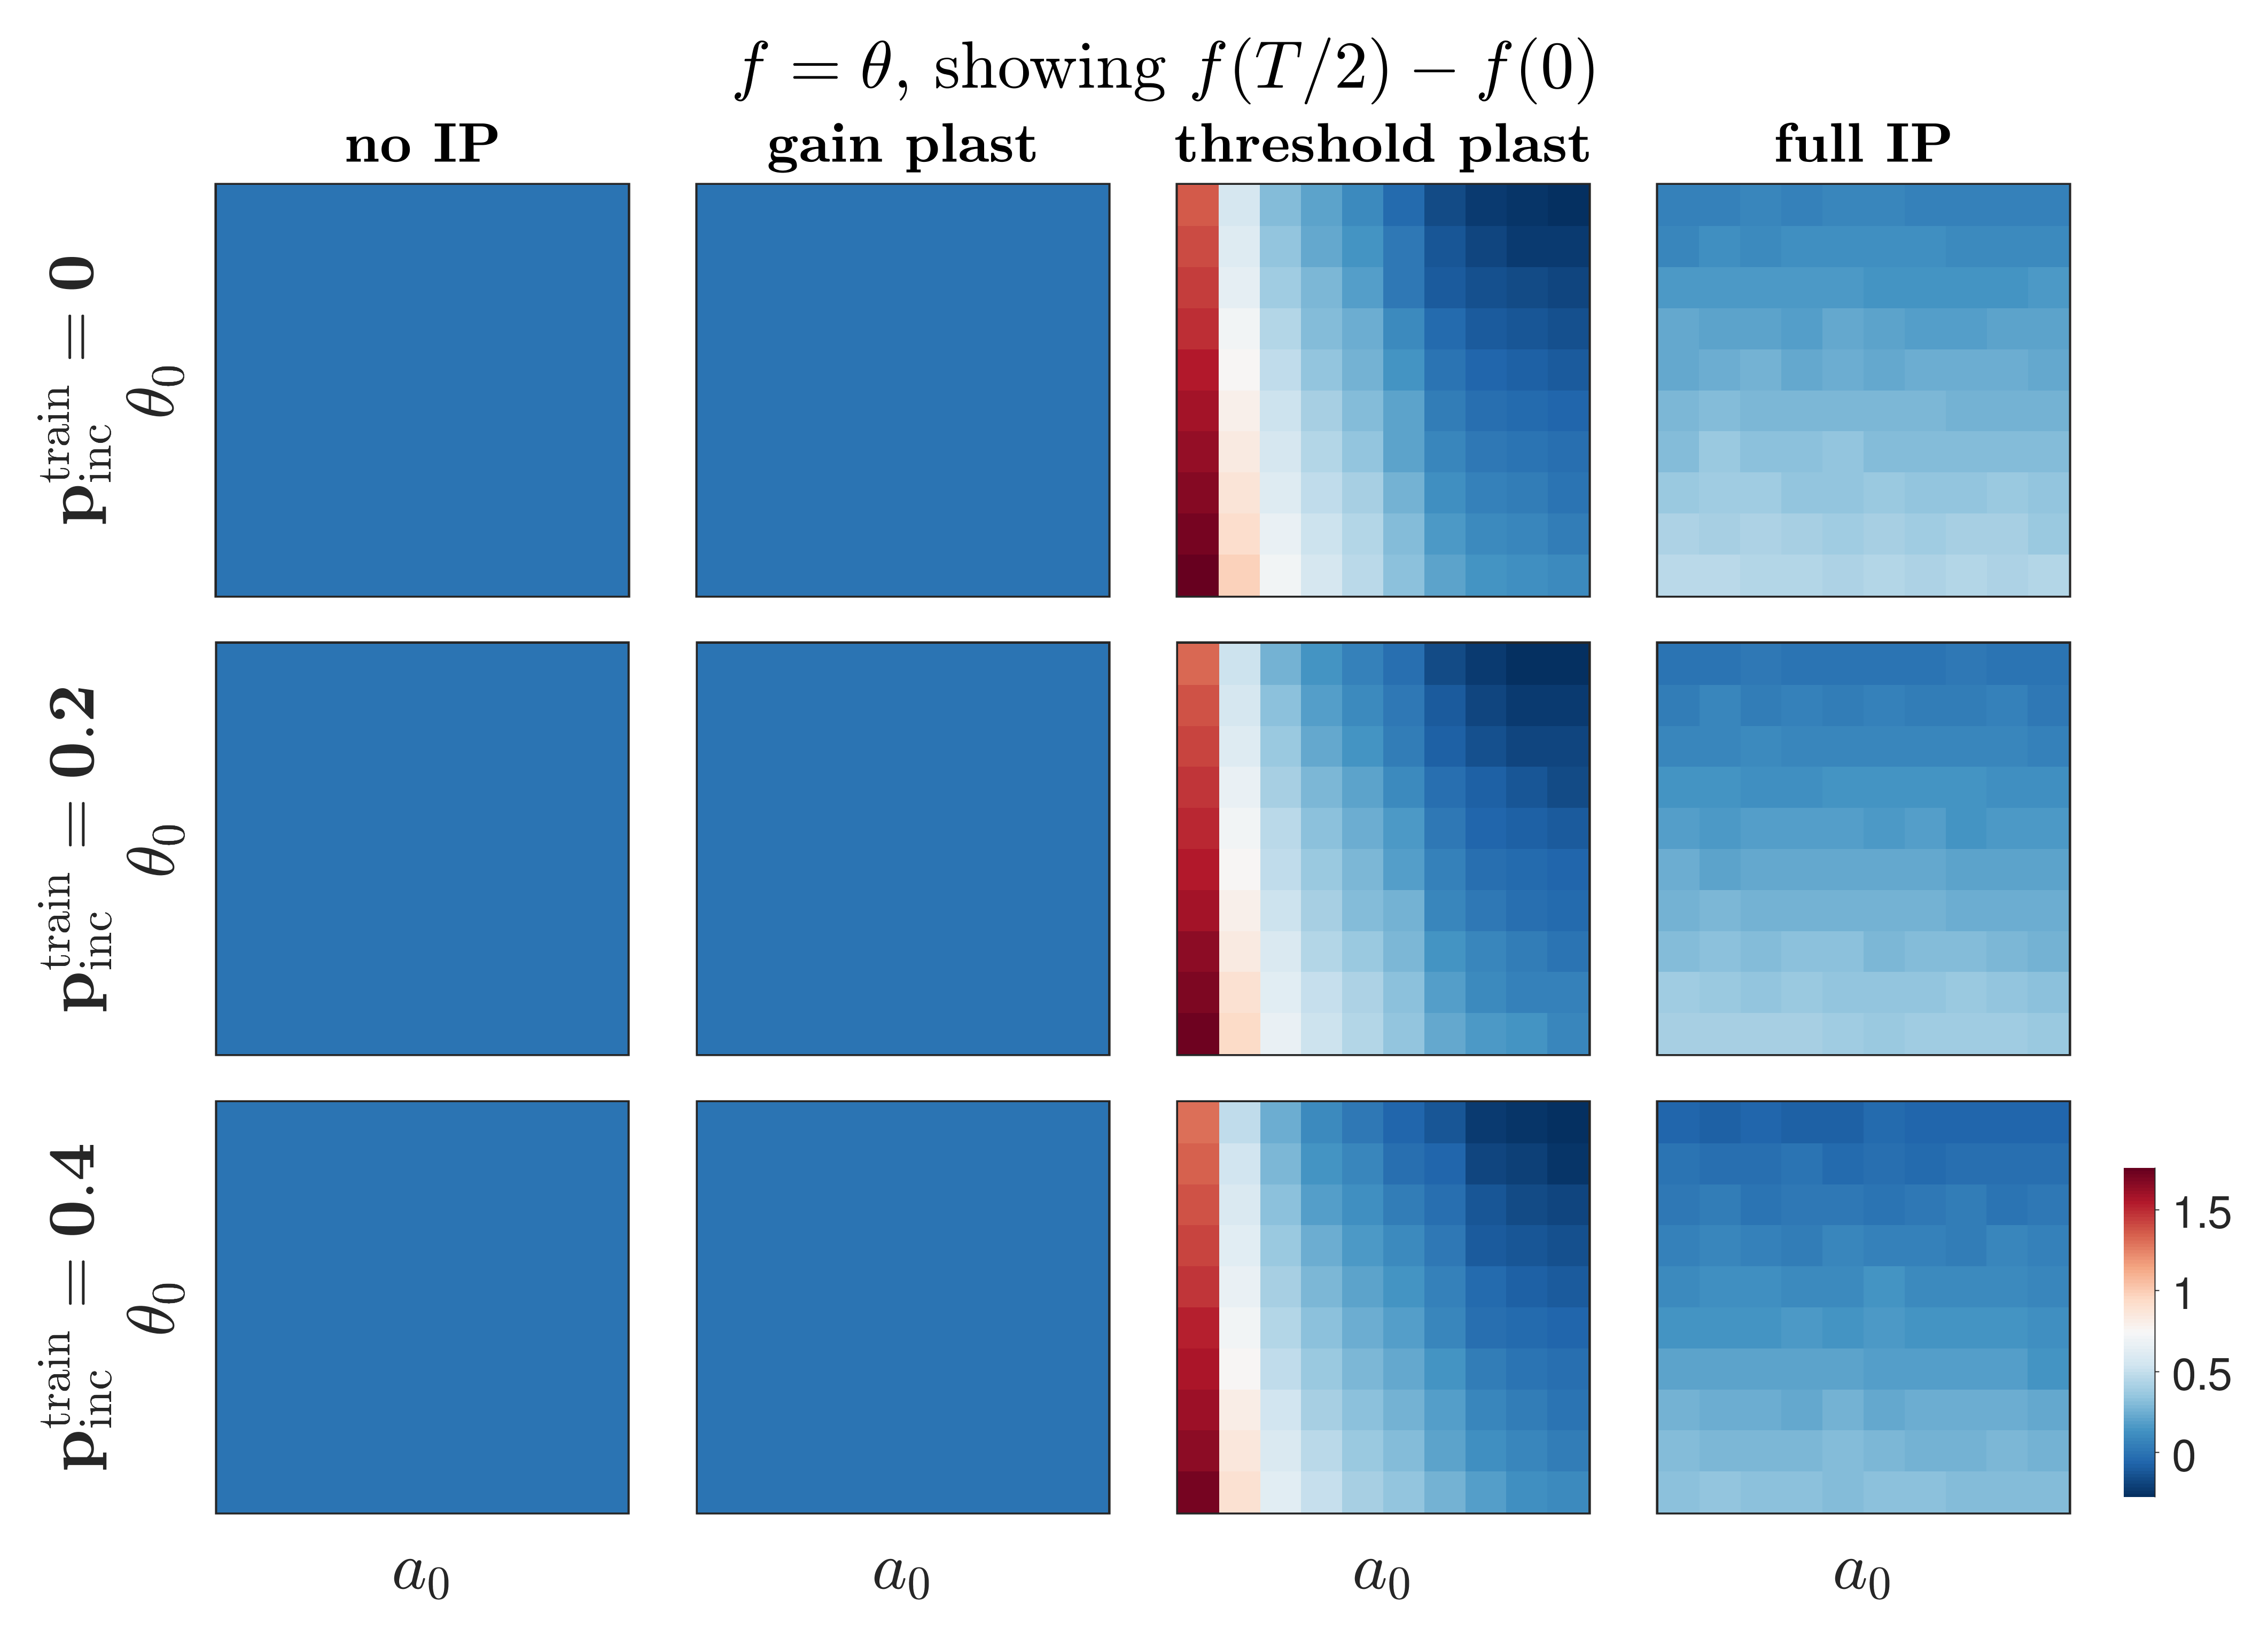 f = θ, showing f(T/2) − f(0)
no IP gain plast threshold plast full IP
p_inc^train = 0
θ_0
p_inc^train = 0.2
θ_0
p_inc^train = 0.4
θ_0
1.5
1
0.5
0
a_0 a_0 a_0 a_0